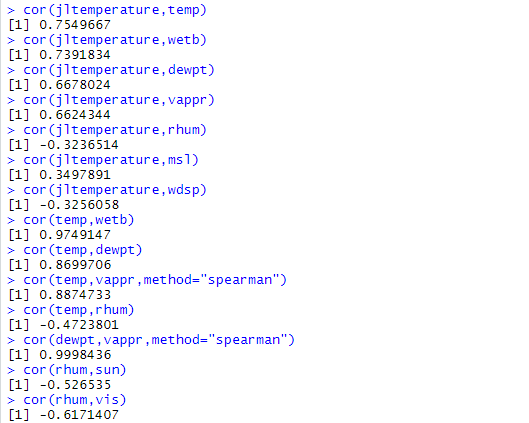 > cor(jltemperature,temp)
[1] 0.7549667
> cor(jltemperature,wetb)
[1] 0.7391834
> cor(jltemperature,dewpt)
[1] 0.6678024
> cor(jltemperature,vappr)
[1] 0.6624344
> cor(jltemperature,rhum)
[1] -0.3236514
> cor(jltemperature,msl)
[1] 0.3497891
> cor(jltemperature,wdsp)
[1] -0.3256058
> cor(temp,wetb)
[1] 0.9749147
> cor(temp,dewpt)
[1] 0.8699706
> cor(temp,vappr,method="spearman")
[1] 0.8874733
> cor(temp,rhum)
[1] -0.4723801
> cor(dewpt,vappr,method="spearman")
[1] 0.9998436
> cor(rhum,sun)
[1] -0.526535
> cor(rhum,vis)
[1] -0.6171407